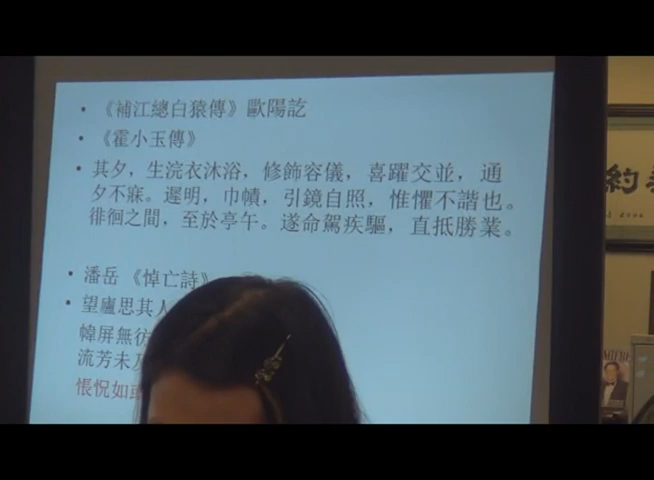 • 《補江總白猿傳》歐陽訖
• 《霍小玉傳》
• 其夕，生浣衣沐浴，修飾容儀，喜躍交並，通
夕不寐。遲明，巾幘，引鏡自照，惟懼不諧也。
徘徊之間，至於亭午。遂命駕疾驅，直抵勝業。
• 潘岳 《悼亡詩》
• 望廬思其人
幃屏無彷
流芳未及
悵怳如或
約